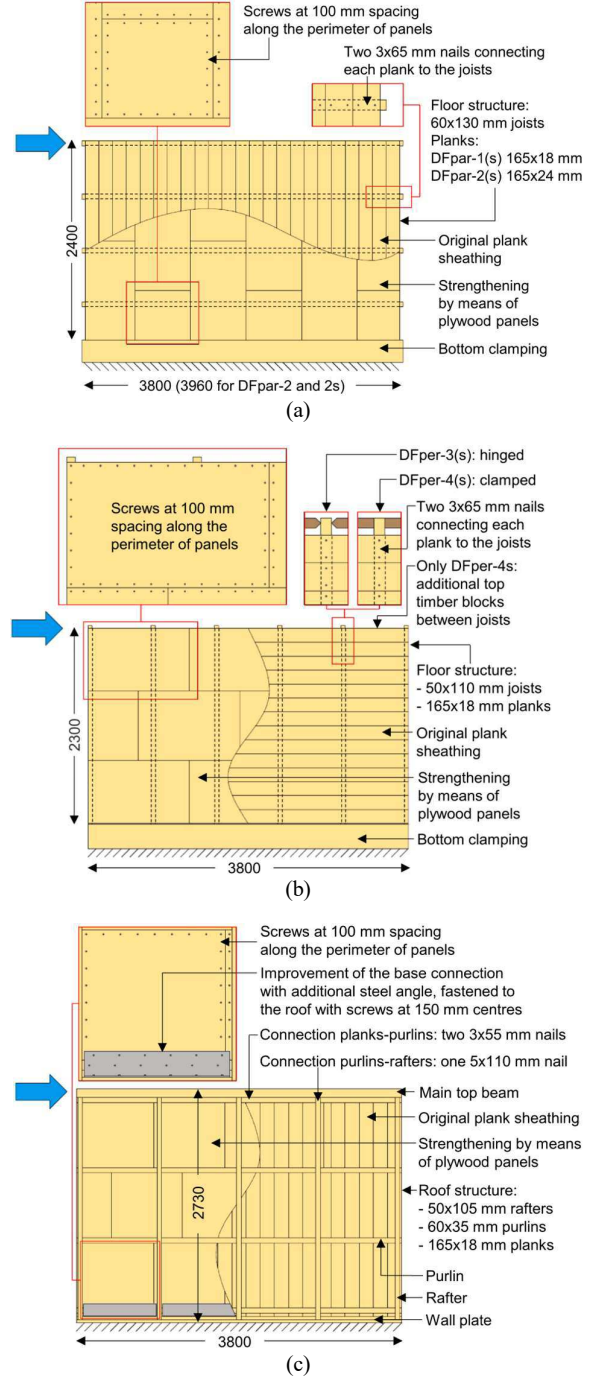 Screws at 100 mm spacing
along the perimeter of panels
Two 3x65 mm nails connecting
each plank to the joists
Floor structure:
60x130 mm joists
Planks:
DFpar-1(s) 165x18 mm
DFpar-2(s) 165x24 mm
2400
Original plank
sheathing
Strengthening
by means of
plywood panels
Bottom clamping
3800 (3960 for DFpar-2 and 2s)
(a)
DFper-3(s): hinged
DFper-4(s): clamped
Screws at 100 mm
spacing along the
perimeter of panels
Two 3x65 mm nails
connecting each
plank to the joists
Only DFper-4s:
additional top
timber blocks
between joists
Floor structure:
- 50x110 mm joists
- 165x18 mm planks
2300
Original plank
sheathing
Strengthening
by means of
plywood panels
Bottom clamping
3800
(b)
Screws at 100 mm spacing
along the perimeter of panels
Improvement of the base connection
with additional steel angle, fastened to
the roof with screws at 150 mm centres
Connection planks-purlins: two 3x55 mm nails
Connection purlins-rafters: one 5x110 mm nail
Main top beam
Original plank sheathing
Strengthening by means
of plywood panels
2730
Roof structure:
- 50x105 mm rafters
- 60x35 mm purlins
- 165x18 mm planks
Purlin
Rafter
Wall plate
3800
(c)